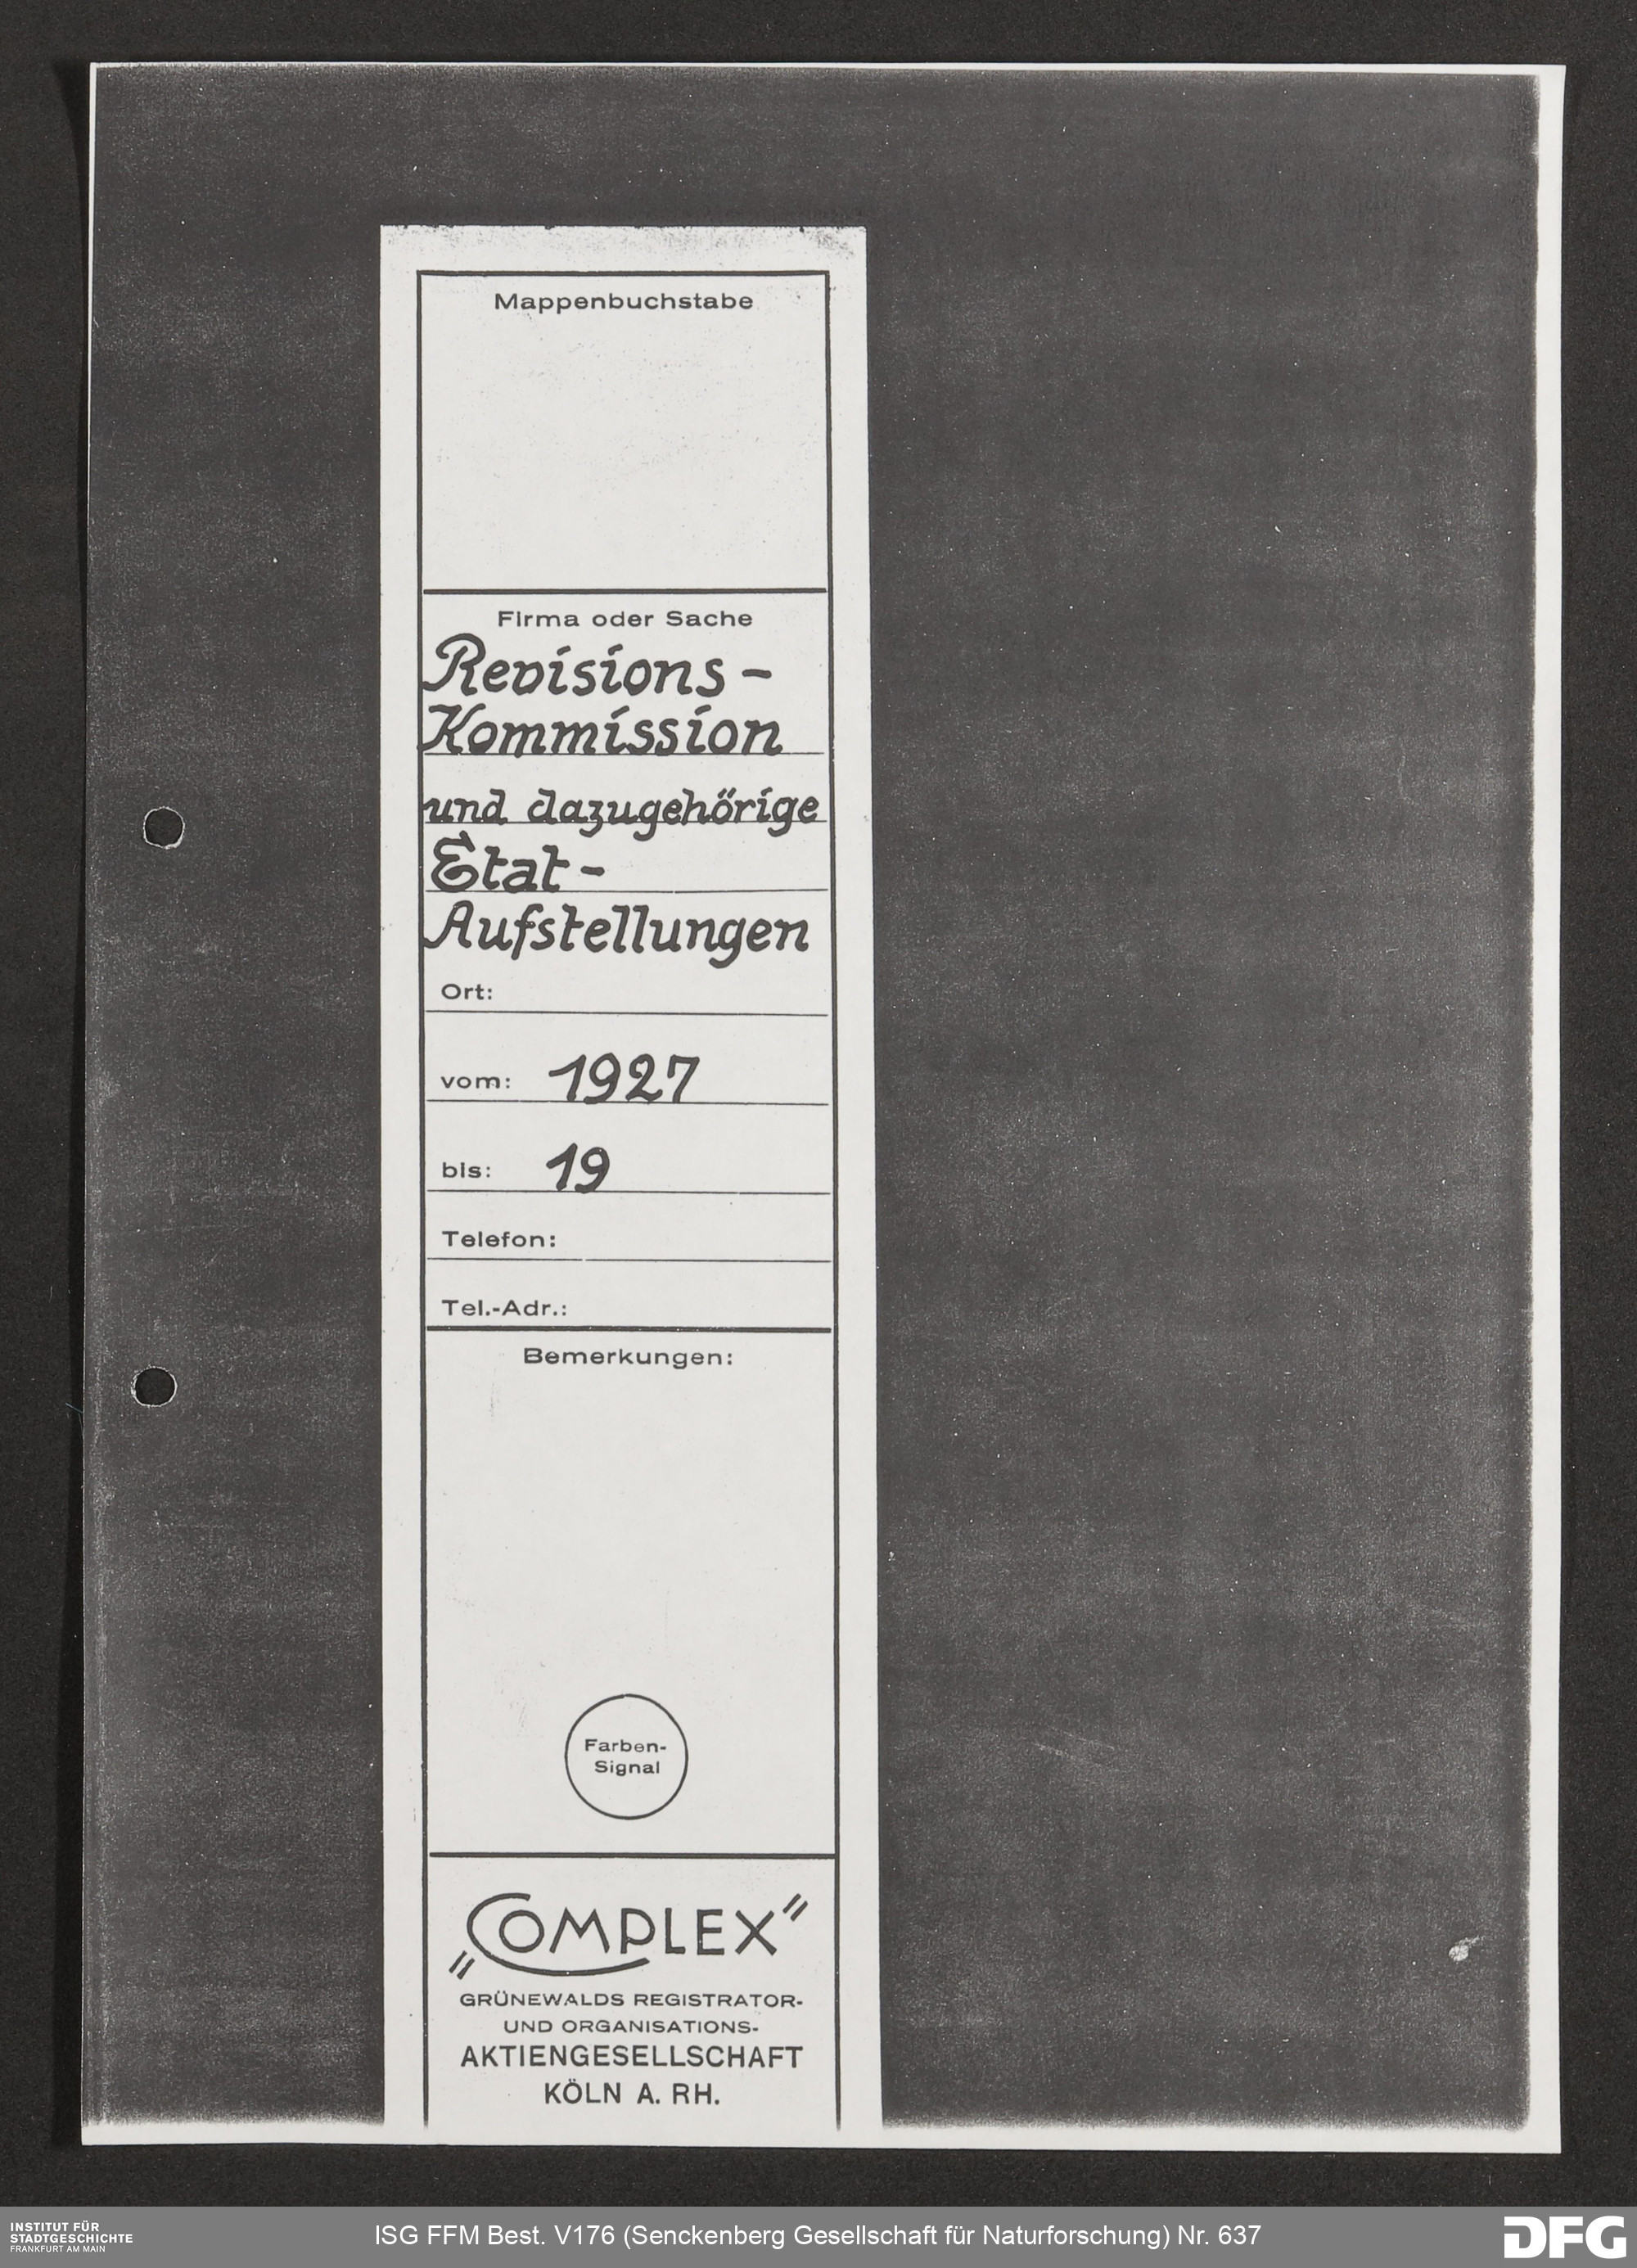 Mappenbuchstabe
Firma oder Sache
Revisions-
Kommission
und dazugehörige
Etat-
Aufstellungen
Ort:
vom: 1927
bis: 19
Telefon:
Tel.-Adr.:
Bemerkungen:
Farben-
Signal
„COMPLEX"
GRÜNEWALDS REGISTRATOR-
UND ORGANISATIONS-
AKTIENGESELLSCHAFT
KÖLN A. RH.
INSTITUT FÜR
STADTGESCHICHTE
FRANKFURT AM MAIN
ISG FFM Best. V176 (Senckenberg Gesellschaft für Naturforschung) Nr. 637
DFG